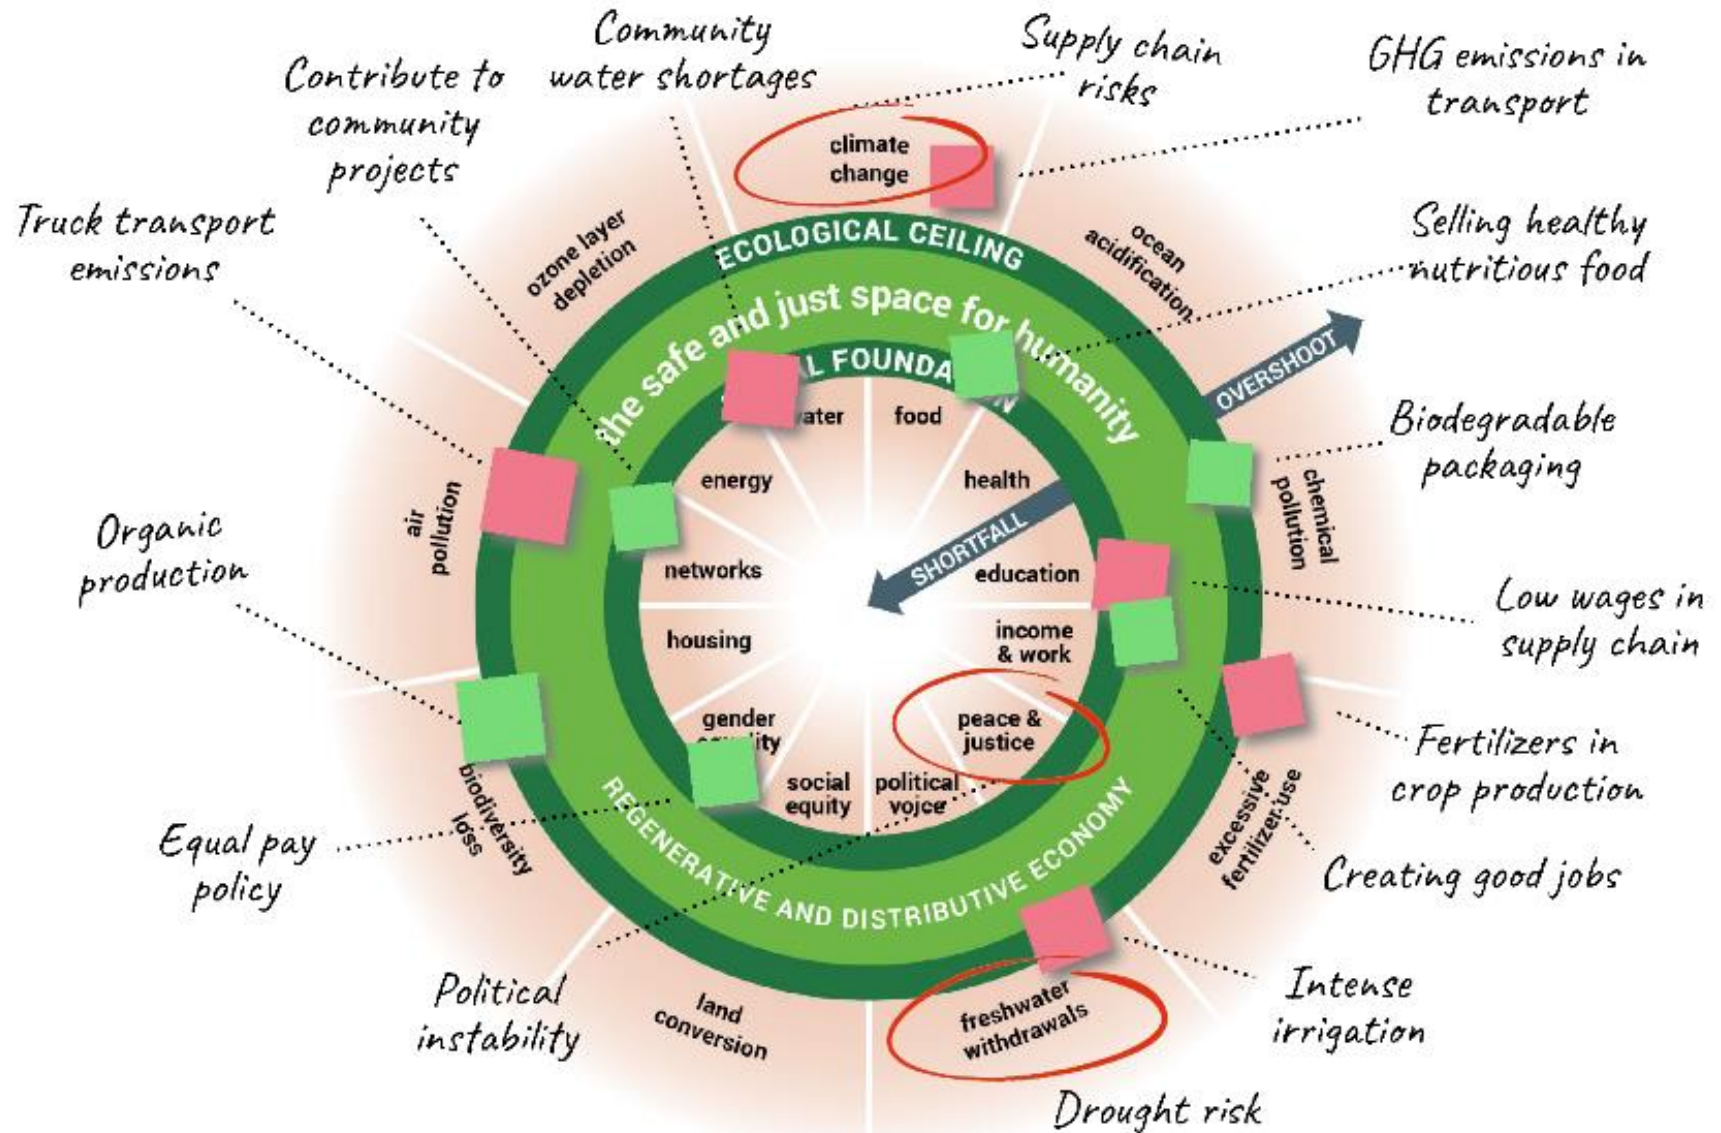 Community
water shortages
Supply chain
risks
GHG emissions in
transport
Contribute to
community
projects
climate
change
Truck transport
emissions
ozone layer
depletion
ECOLOGICAL CEILING
ocean
acidification
Selling healthy
nutritious food
the safe and just space for humanity
OVERSHOOT
food
energy
health
Biodegradable
packaging
air
pollution
chemical
pollution
Organic
production
networks
SHORTFALL
education
Low wages in
supply chain
housing
income
& work
gender
peace &
justice
Fertilizers in
crop production
social
equity
political
voice
biodiversity
loss
excessive
fertilizer use
REGENERATIVE AND DISTRIBUTIVE ECONOMY
Equal pay
policy
Creating good jobs
Political
instability
land
conversion
freshwater
withdrawals
Intense
irrigation
Drought risk